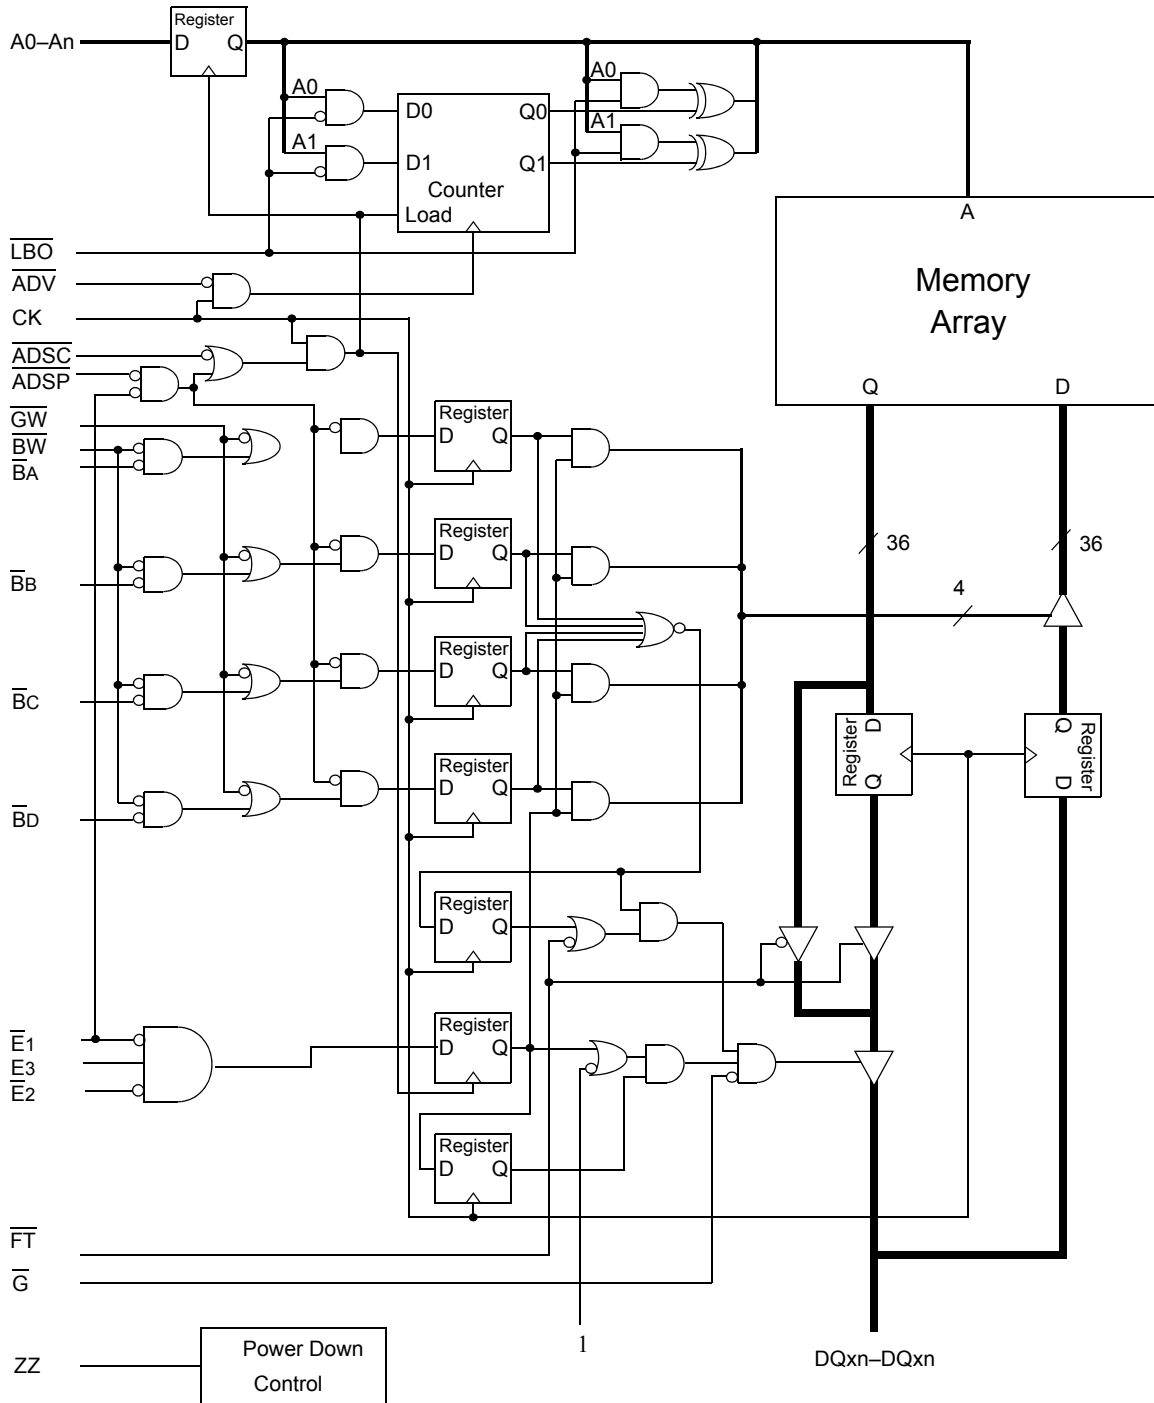 Register
A0–An
D Q
A0
A0
D0
Q0
A1
A1
D1
Q1
Counter
Load
A
LBO
ADV
Memory
CK
Array
ADSC
ADSP
Q
D
GW
Register
BW
D Q
BA
Register
36
36
D Q
BB
4
Register
D Q
BC
Register
D
Q
Q
Register
D
Register
D Q
BD
Register
D Q
Register
E1
D Q
E3
E2
Register
D Q
FT
G
1
Power Down
ZZ
DQxn–DQxn
Control